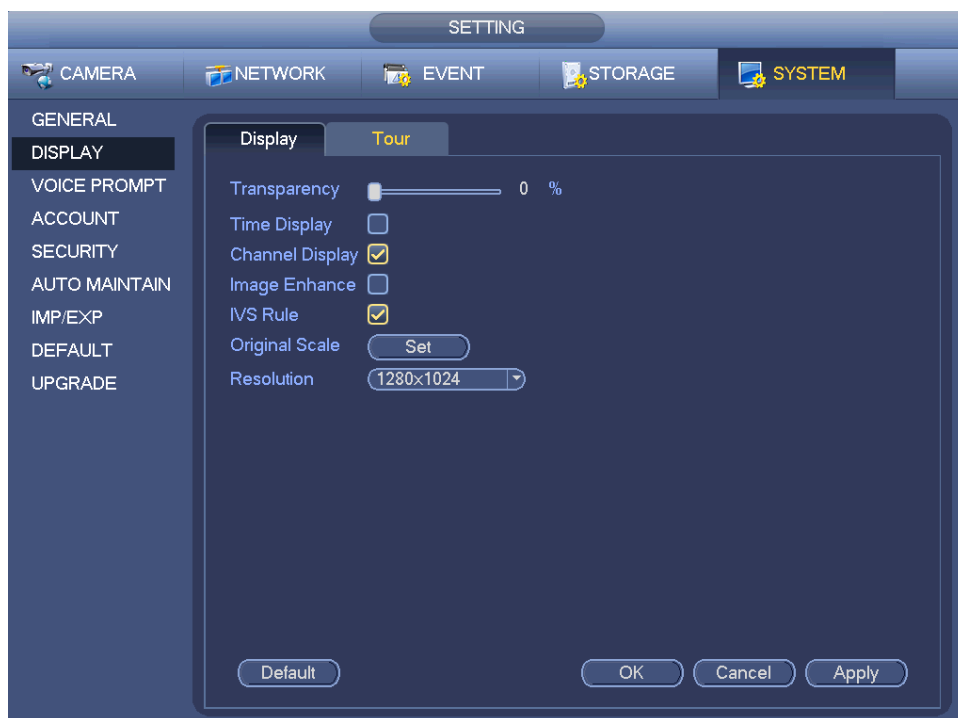 SETTING
CAMERA NETWORK EVENT STORAGE SYSTEM
GENERAL
DISPLAY
VOICE PROMPT
ACCOUNT
SECURITY
AUTO MAINTAIN
IMP/EXP
DEFAULT
UPGRADE
Display Tour
Transparency 0 %
Time Display
Channel Display
Image Enhance
IVS Rule
Original Scale Set
Resolution 1280×1024
Default OK Cancel Apply